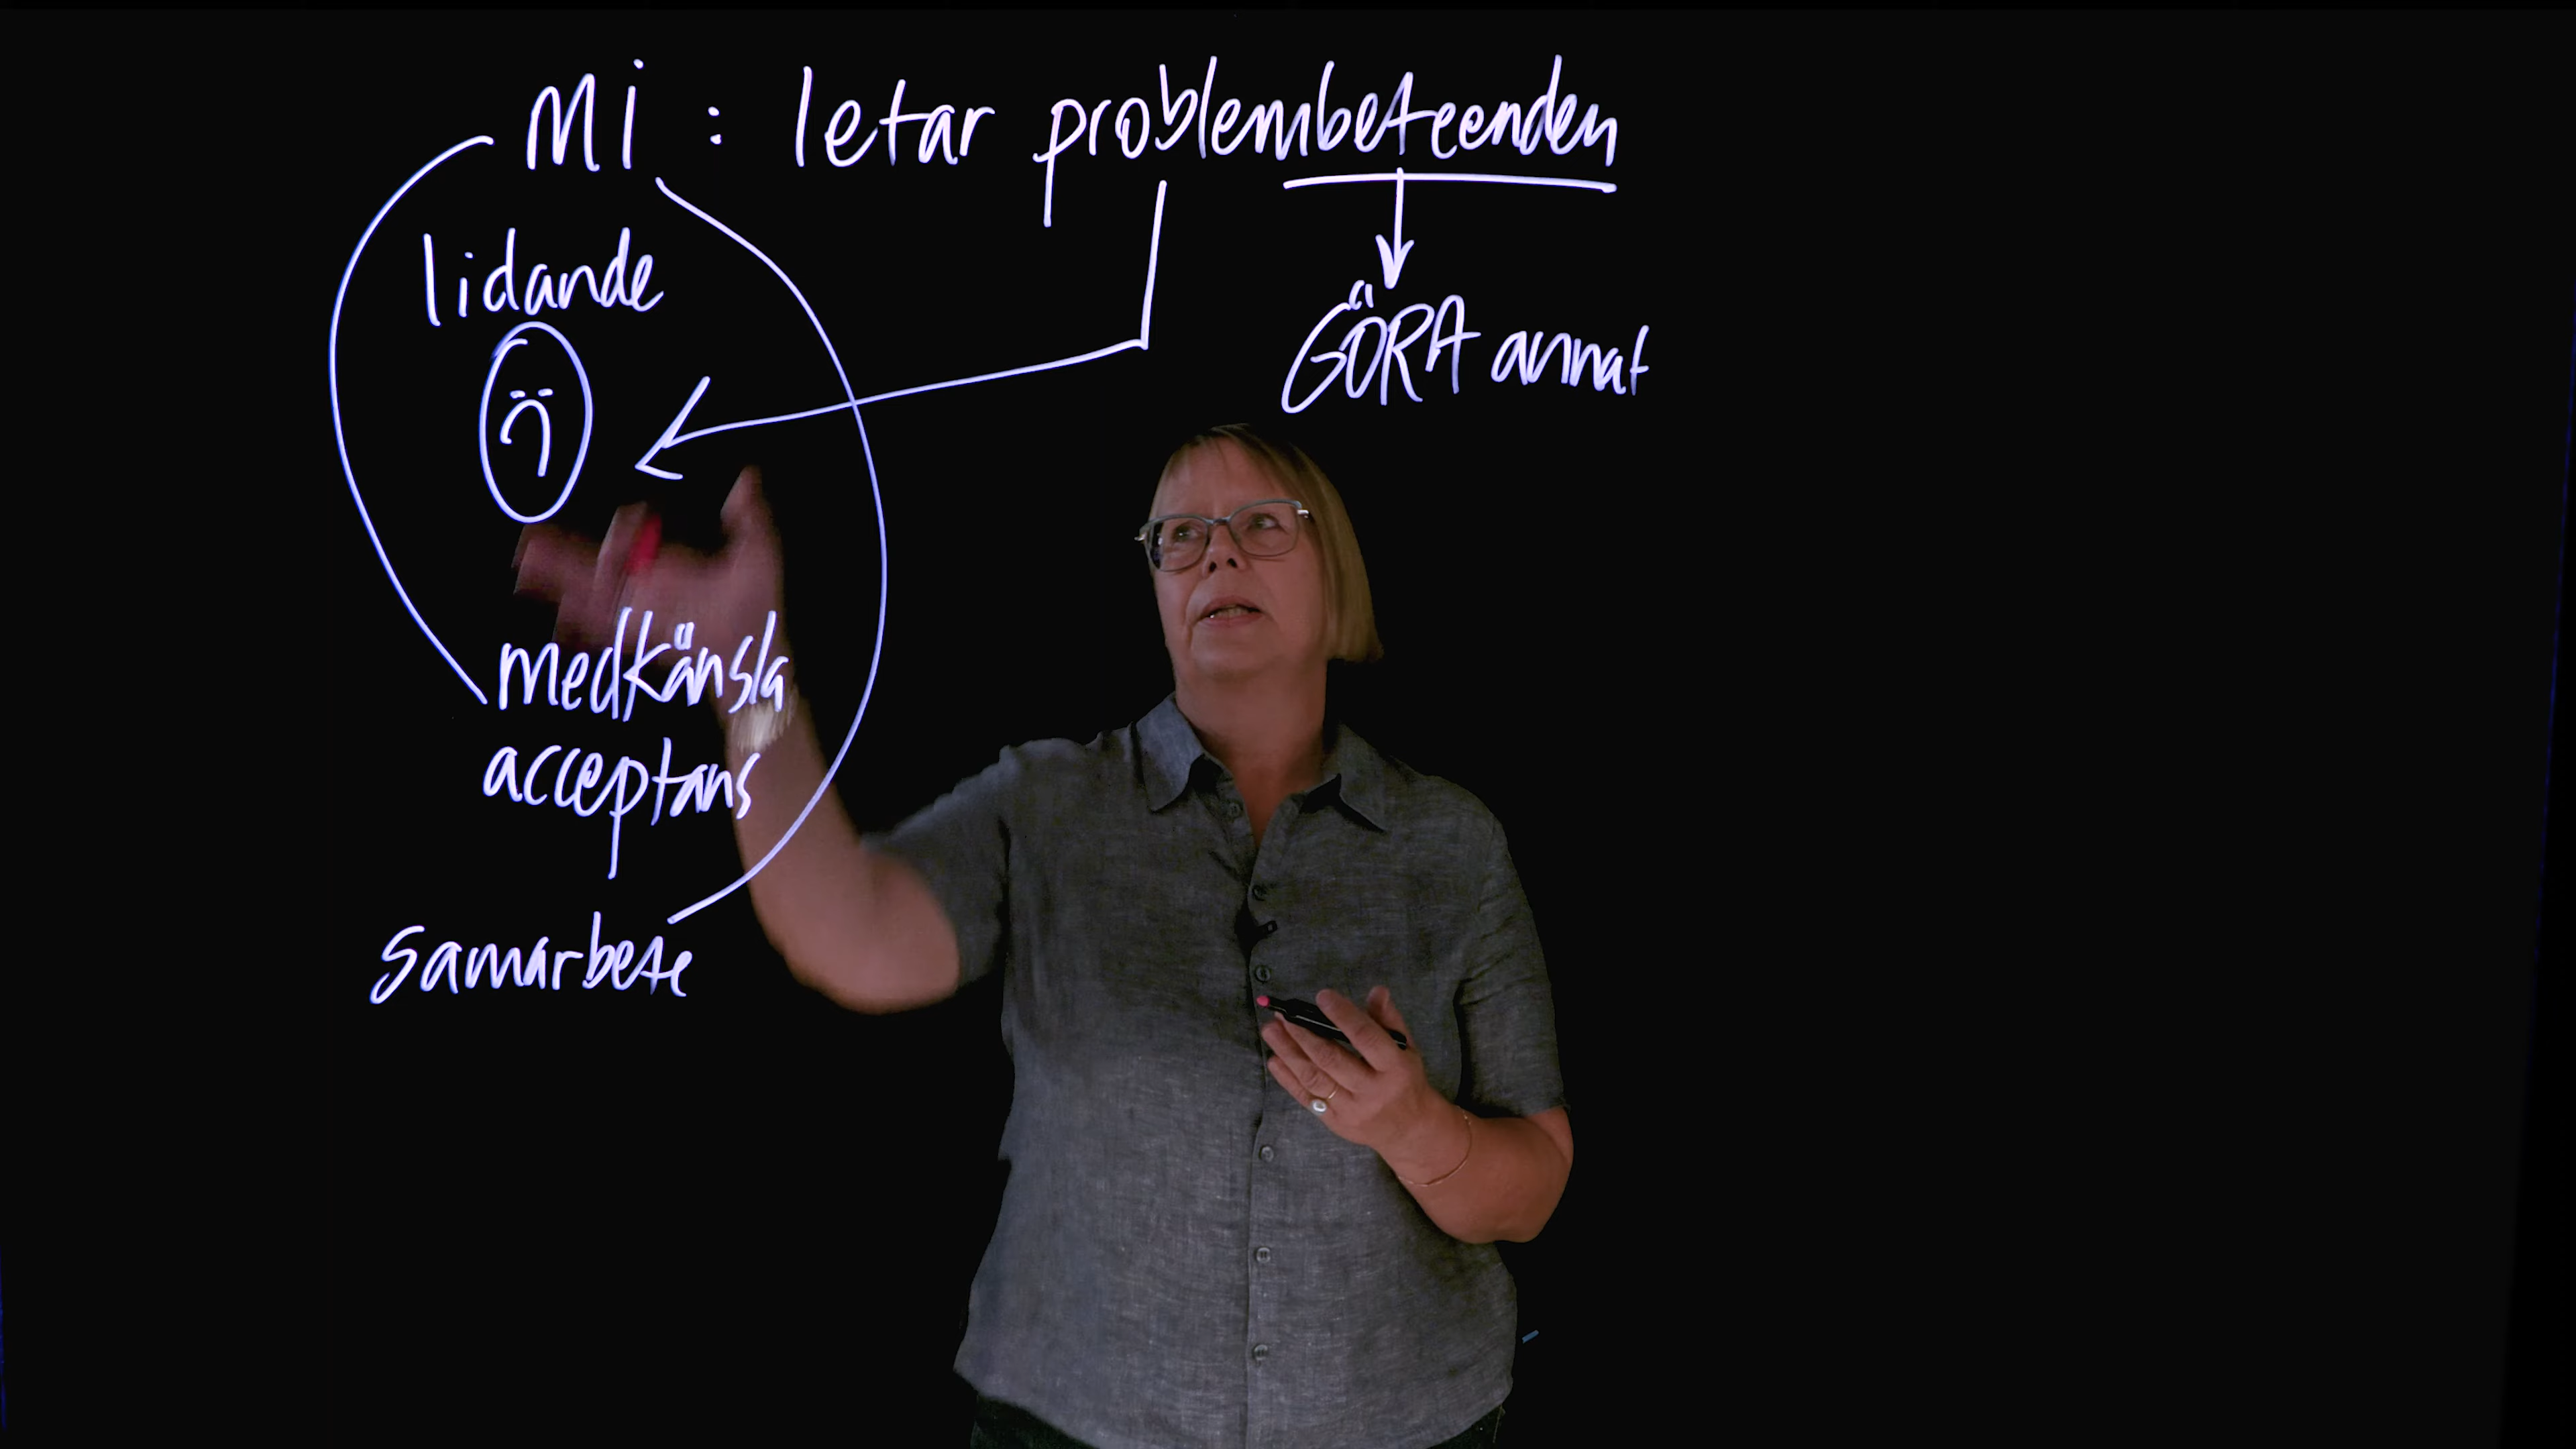 Mi : letar problembeteenden
lidande
GÖRA annat
medkänsla
acceptans
samarbete